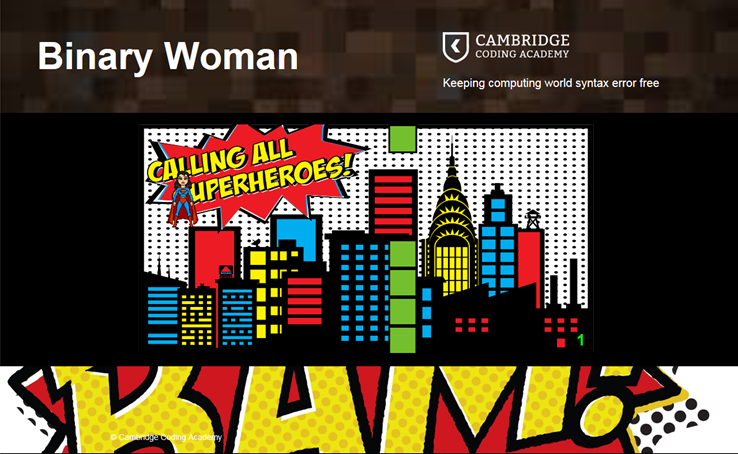 Binary Woman
CAMBRIDGE
CODING ACADEMY
Keeping computing world syntax error free
CALLING ALL
SUPERHEROES!
1
BAM!
© Cambridge Coding Academy